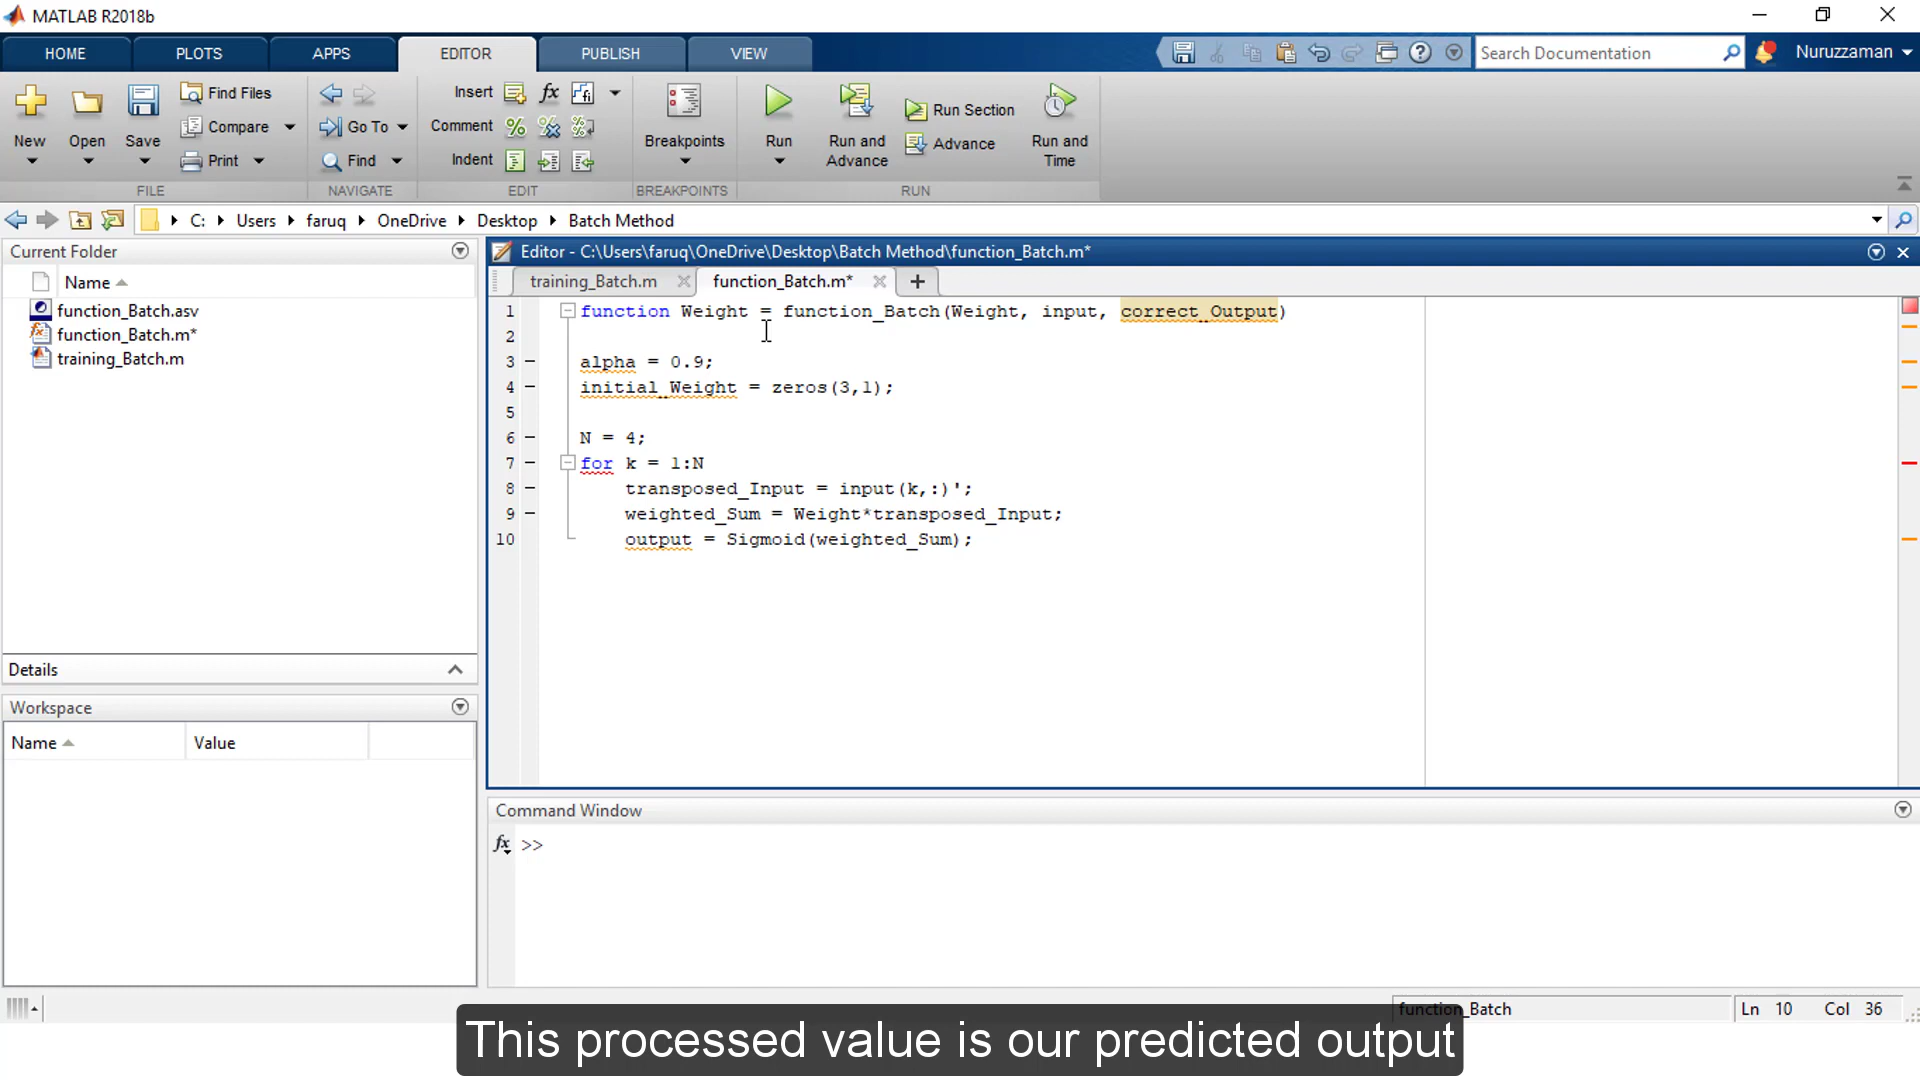 MATLAB R2018b
HOME PLOTS APPS EDITOR PUBLISH VIEW Search Documentation Nuruzzaman
New Open Save Find Files Compare Print Go To Find Insert Comment Indent Breakpoints Run Run and Advance Run Section Advance Run and Time
FILE NAVIGATE EDIT BREAKPOINTS RUN
C: Users faruq OneDrive Desktop Batch Method
Current Folder
Name
function_Batch.asv
function_Batch.m*
training_Batch.m
Details
Workspace
Name Value
Editor - C:\Users\faruq\OneDrive\Desktop\Batch Method\function_Batch.m*
training_Batch.m function_Batch.m* +
1 function Weight = function_Batch(Weight, input, correct_Output)
2
3 alpha = 0.9;
4 initial_Weight = zeros(3,1);
5
6 N = 4;
7 for k = 1:N
8 transposed_Input = input(k,:)';
9 weighted_Sum = Weight*transposed_Input;
10 output = Sigmoid(weighted_Sum);
Command Window
fx >>
function_Batch Ln 10 Col 36
This processed value is our predicted output